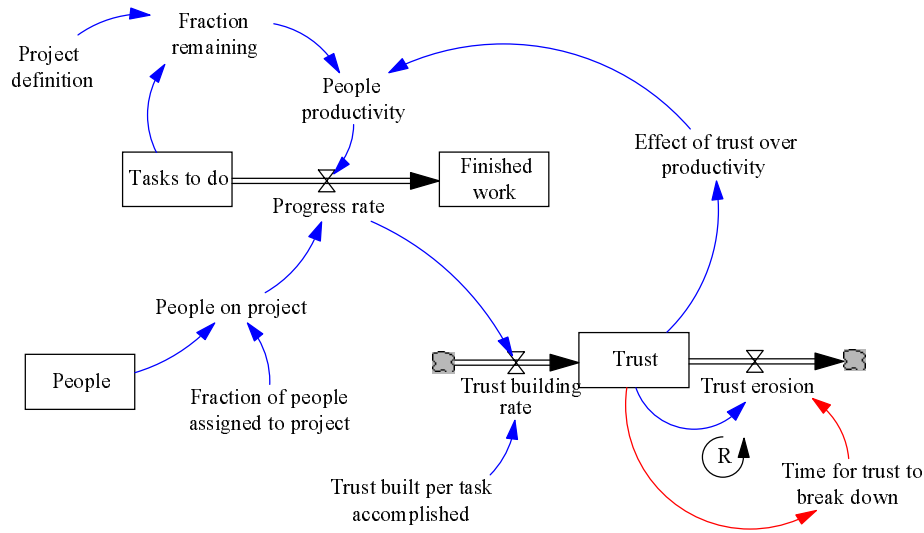 Fraction
remaining
Project
definition
People
productivity
Effect of trust over
productivity
Tasks to do
Finished
work
Progress rate
People on project
People
Fraction of people
assigned to project
Trust
Trust building
rate
Trust erosion
R
Time for trust to
break down
Trust built per task
accomplished